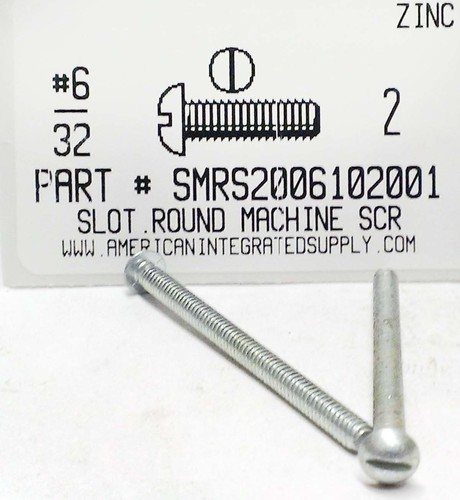 ZINC
#6
32
2
PART # SMRS2006102001
SLOT.ROUND MACHINE SCR
WWW.AMERICANINTEGRATEDSUPPLY.COM